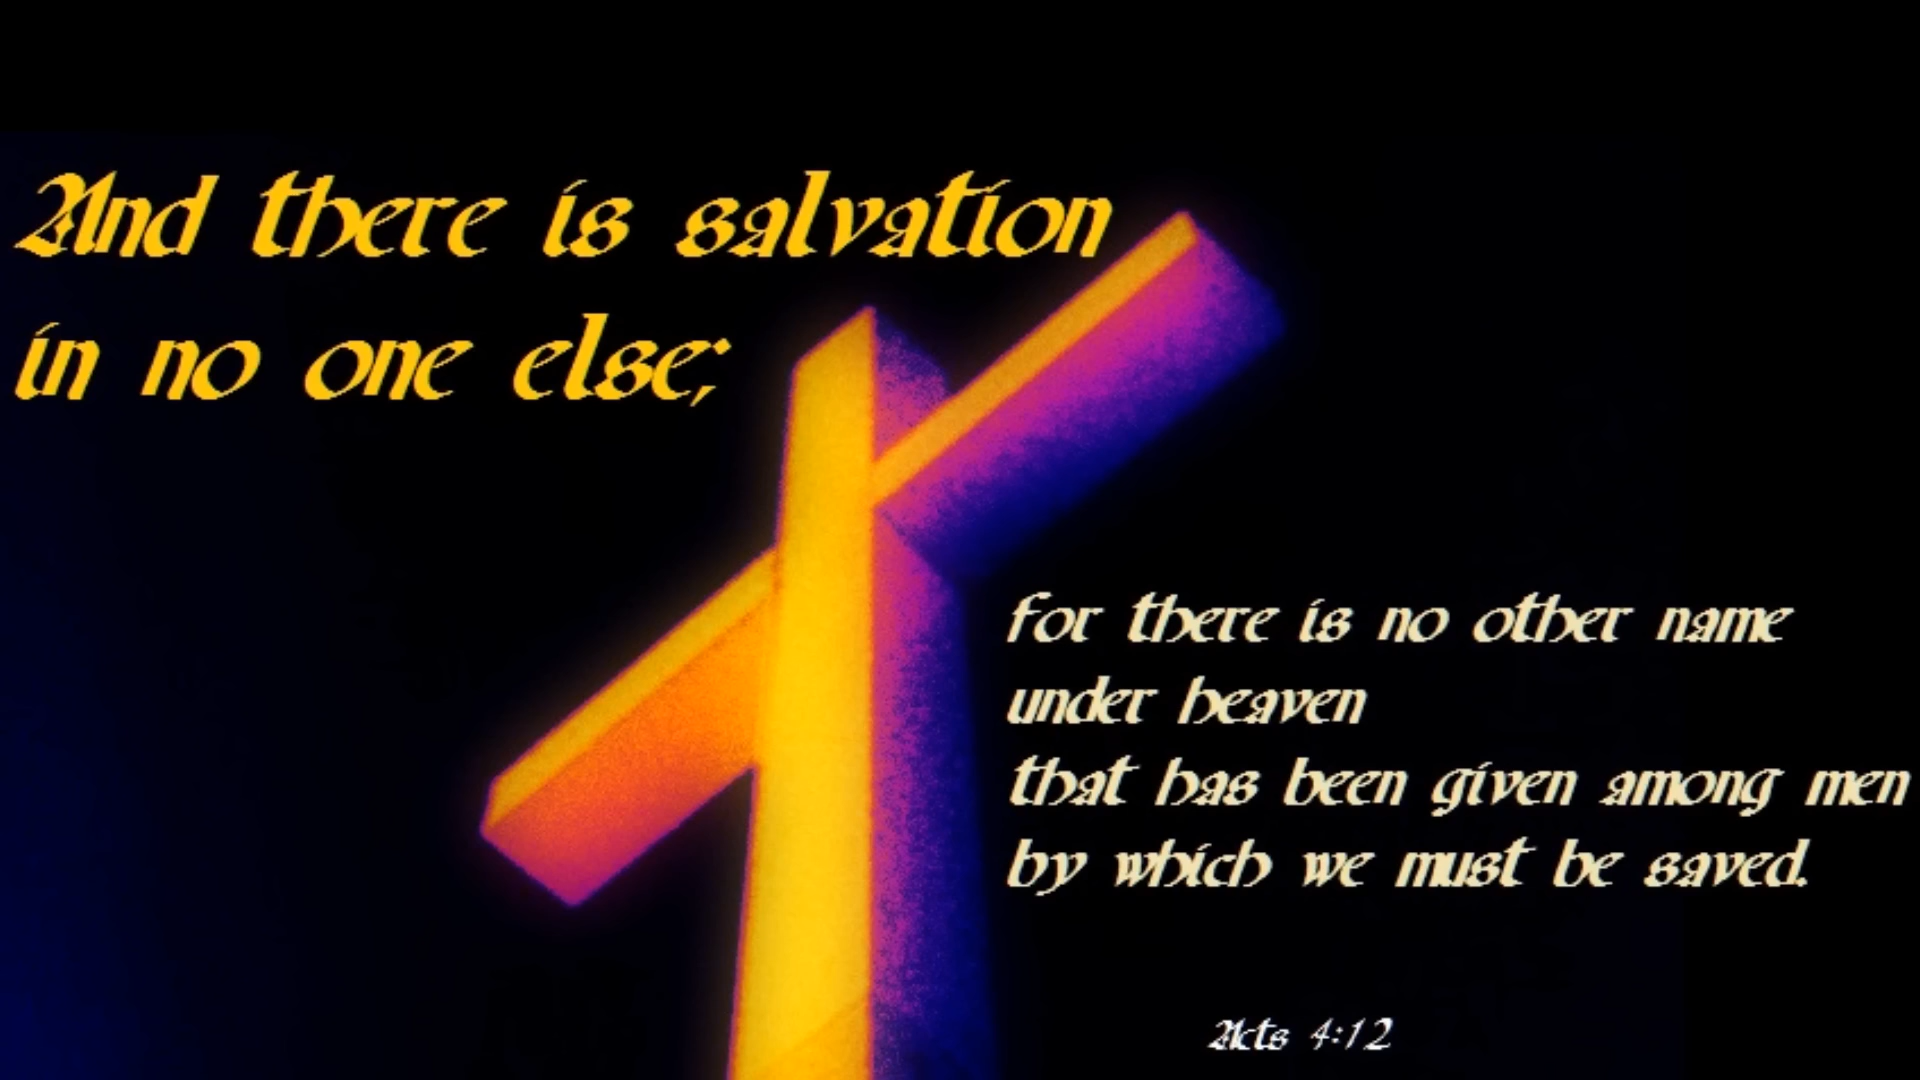 And there is salvation
in no one else;
for there is no other name
under heaven
that has been given among men
by which we must be saved.
Acts 4:12